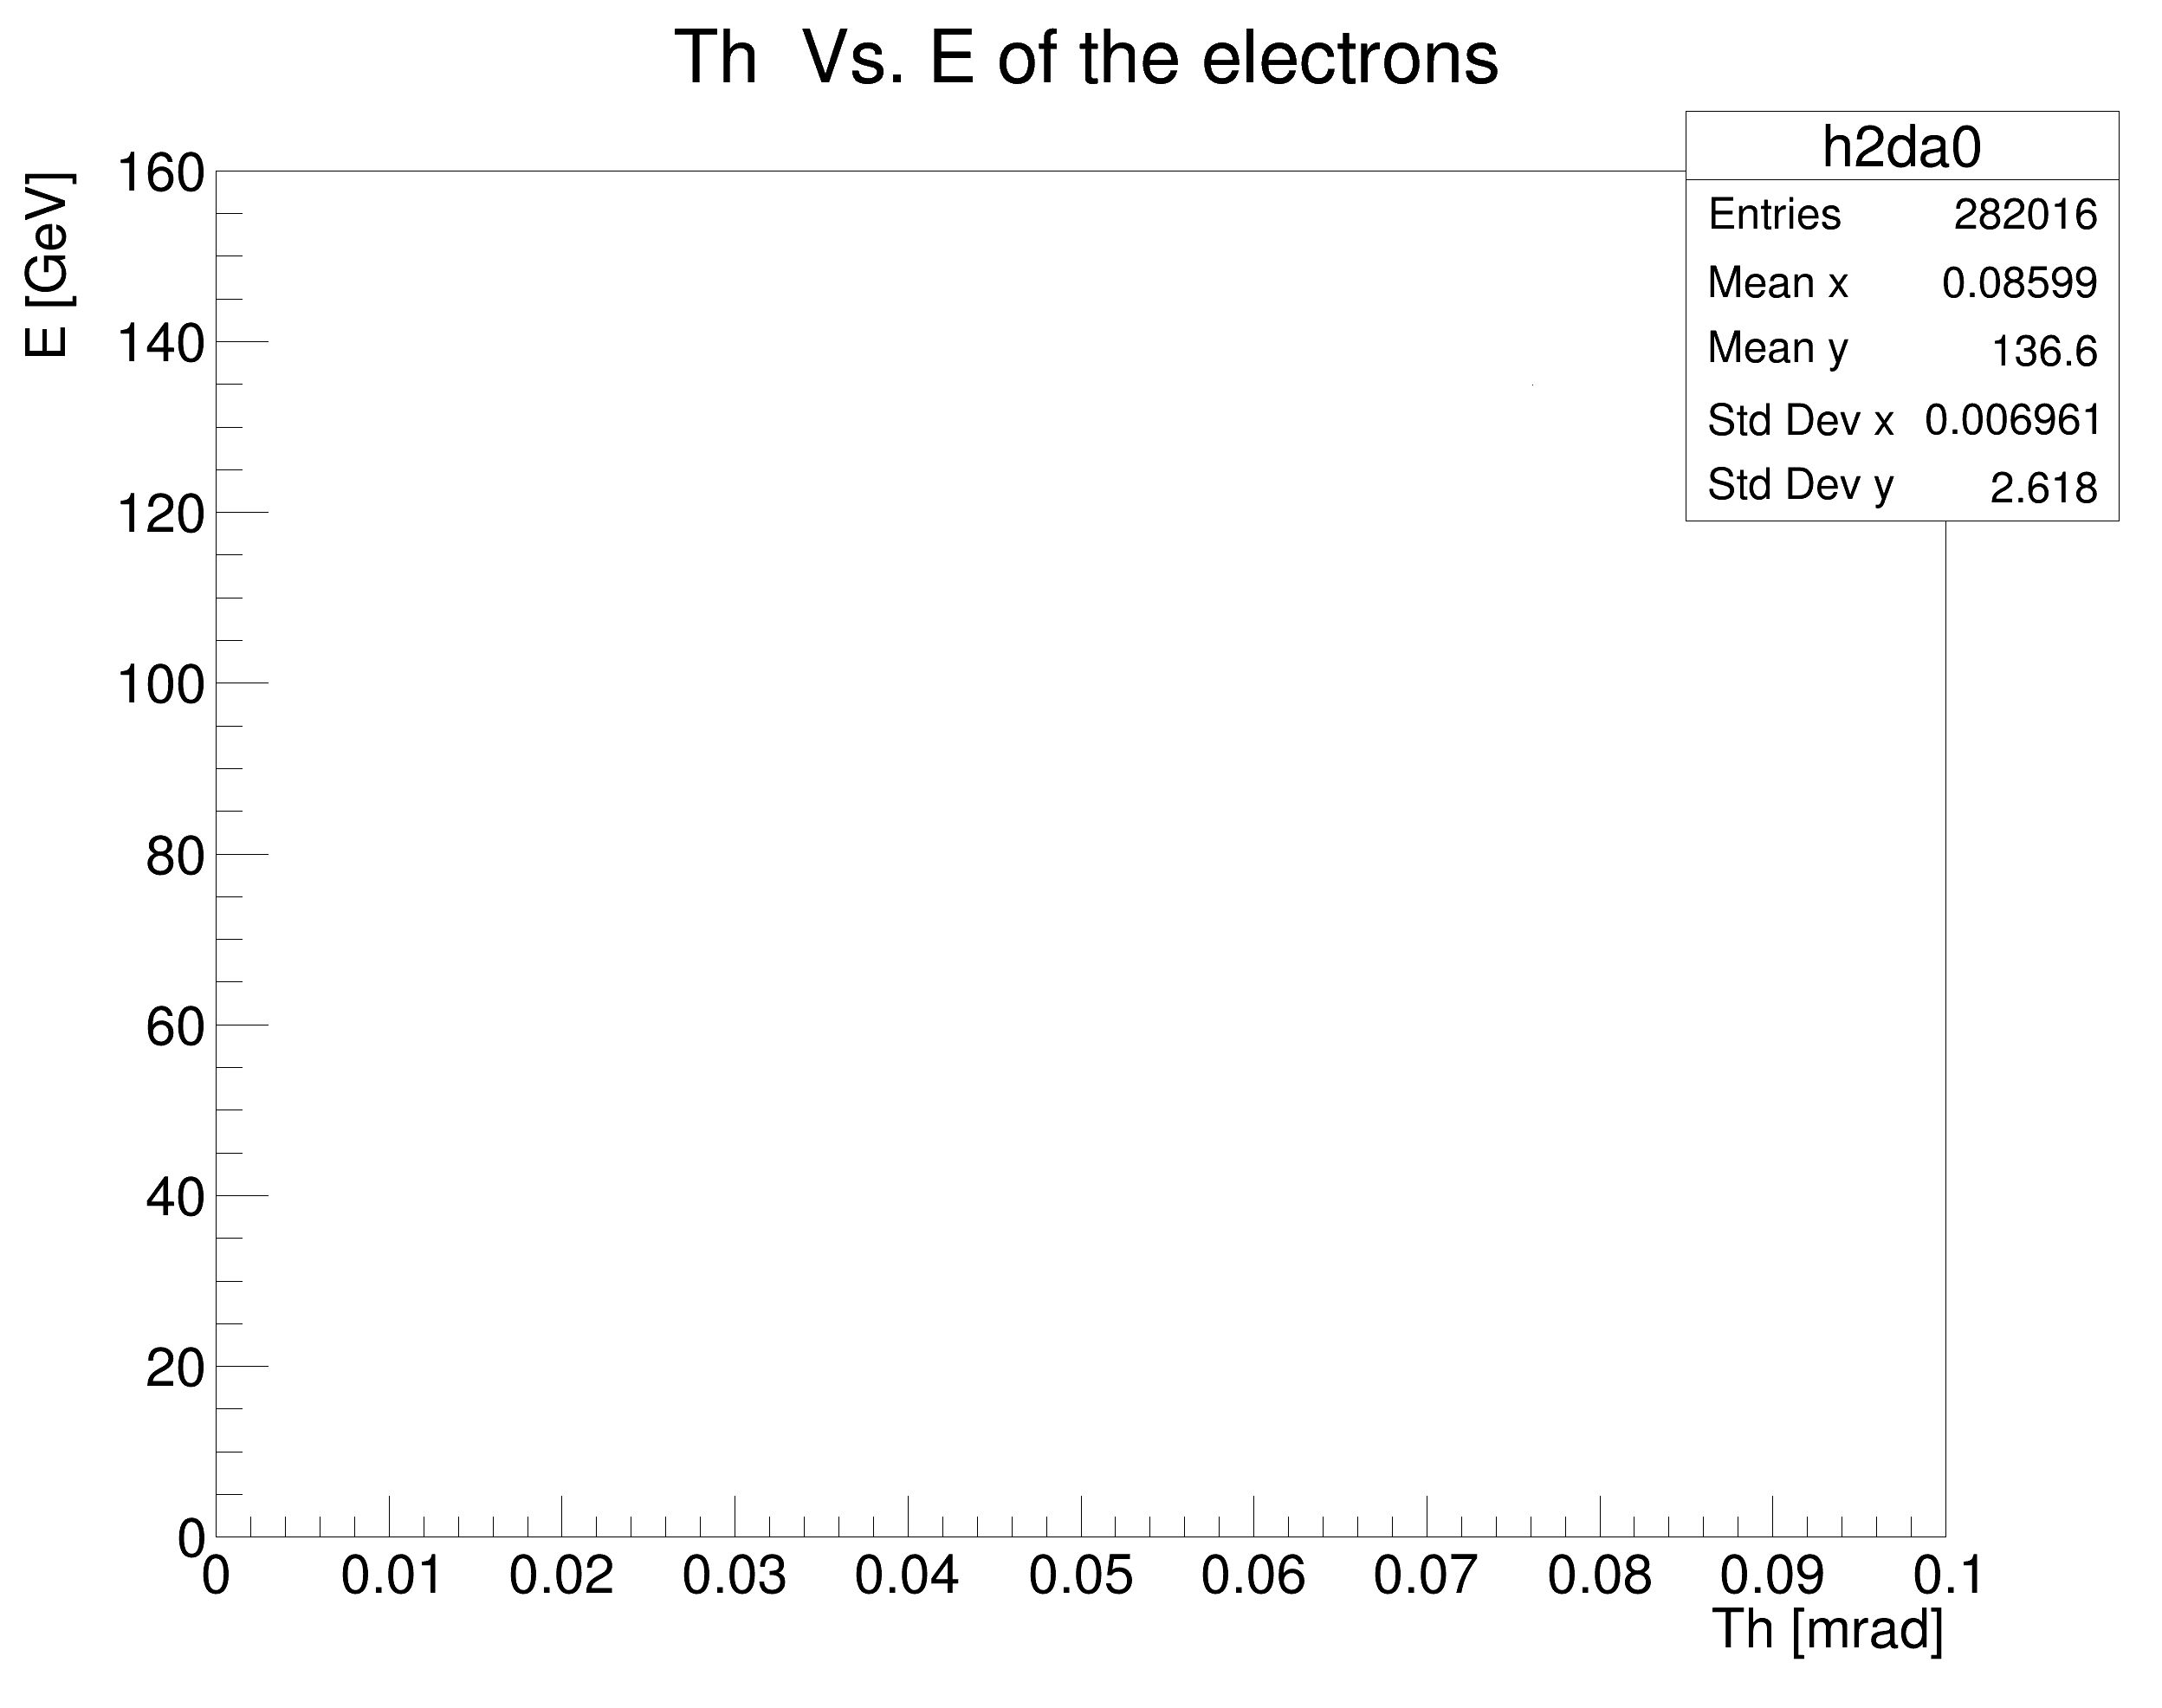 Th  Vs. E of the electrons
h2da0
Entries 282016
Mean x 0.08599
Mean y 136.6
Std Dev x 0.006961
Std Dev y 2.618
E [GeV]
160
140
120
100
80
60
40
20
0
0 0.01 0.02 0.03 0.04 0.05 0.06 0.07 0.08 0.09 0.1
Th [mrad]